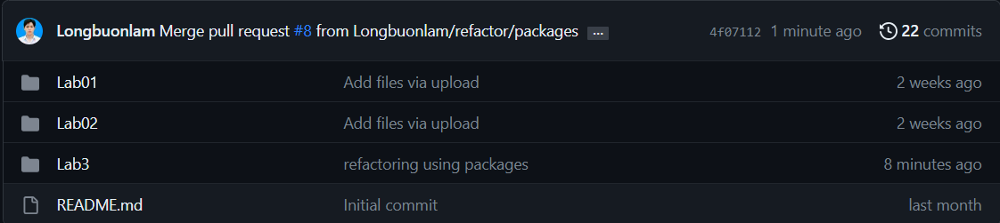 Longbuonlam Merge pull request #8 from Longbuonlam/refactor/packages ... 4f07112 1 minute ago 22 commits
Lab01 Add files via upload 2 weeks ago
Lab02 Add files via upload 2 weeks ago
Lab3 refactoring using packages 8 minutes ago
README.md Initial commit last month